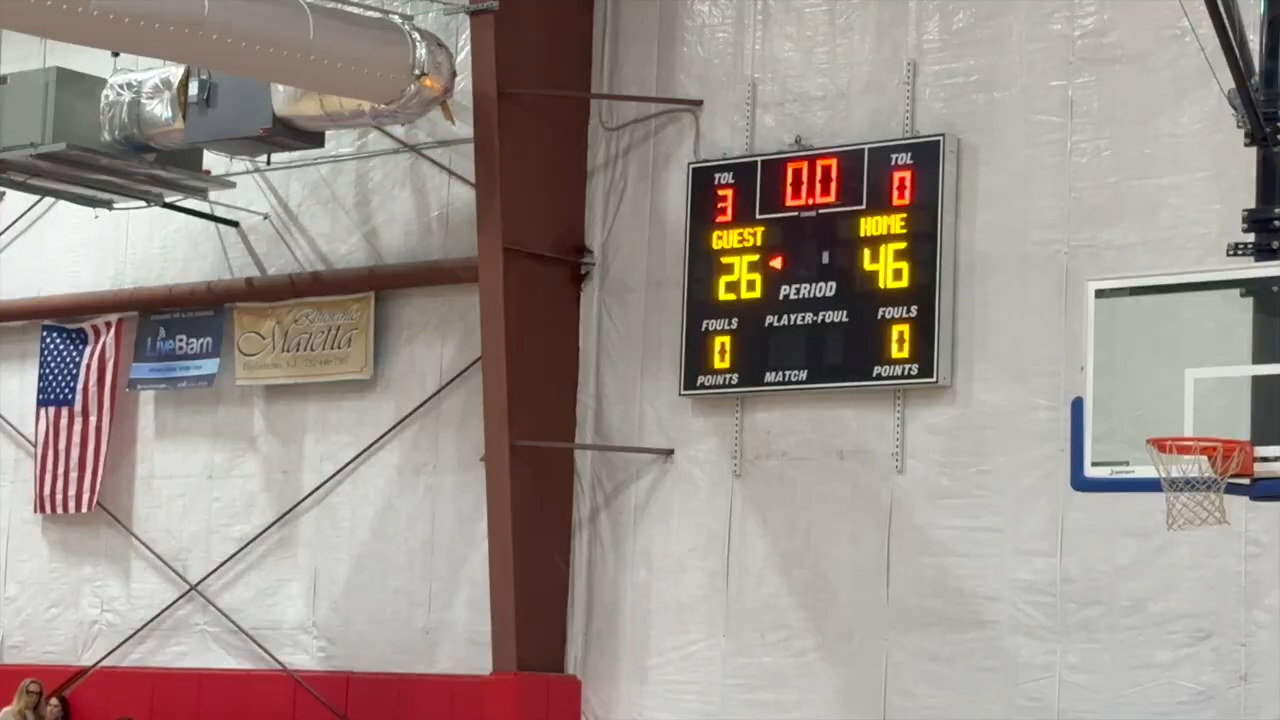 TOL
0.0
TOL
3
0
GUEST
HOME
26
46
PERIOD
FOULS
PLAYER-FOUL
FOULS
0
0
POINTS
MATCH
POINTS
LiveBarn
Ristorante